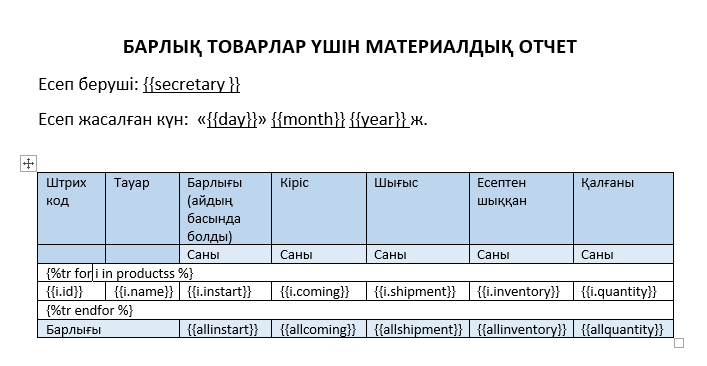 БАРЛЫҚ ТОВАРЛАР ҮШІН МАТЕРИАЛДЫҚ ОТЧЕТ
Есеп беруші: {{secretary }}
Есеп жасалған күн:  «{{day}}» {{month}} {{year}} ж.
Штрих код Тауар Барлығы (айдың басында болды) Кіріс Шығыс Есептен шыққан Қалғаны
Саны Саны Саны Саны Саны
{%tr for i in productss %}
{{i.id}} {{i.name}} {{i.instart}} {{i.coming}} {{i.shipment}} {{i.inventory}} {{i.quantity}}
{%tr endfor %}
Барлығы {{allinstart}} {{allcoming}} {{allshipment}} {{allinventory}} {{allquantity}}